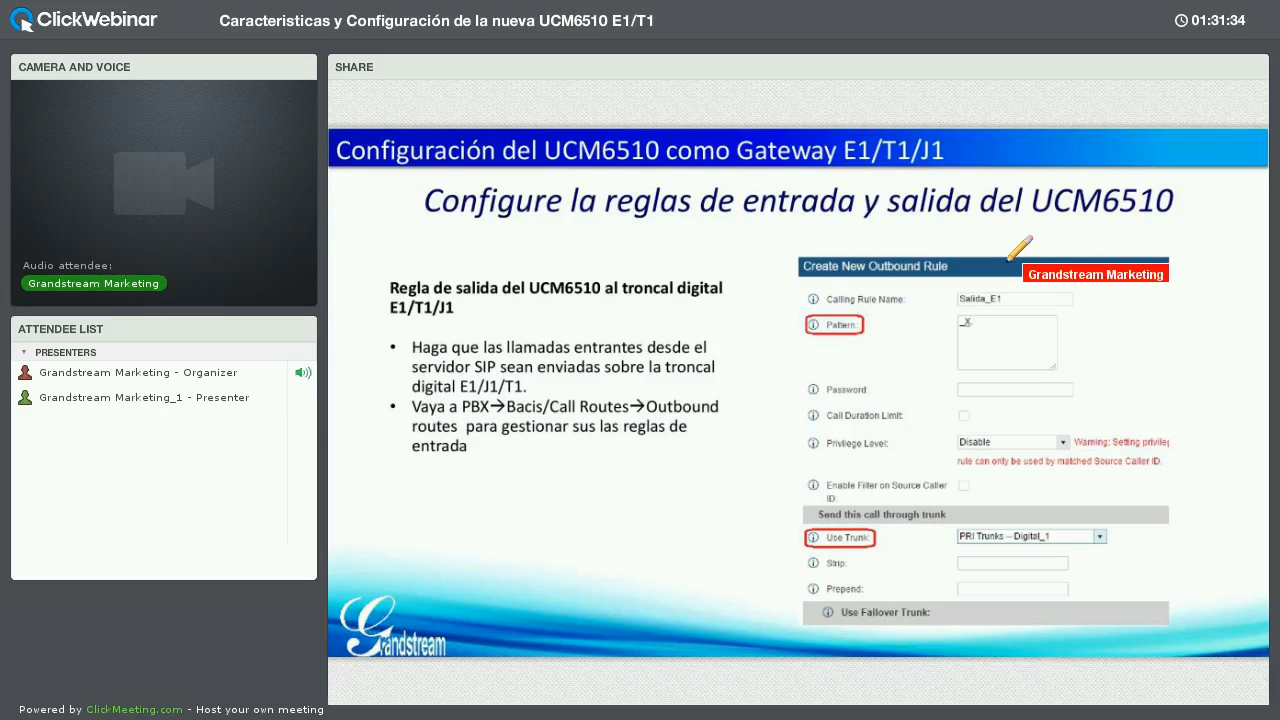 ClickWebinar
Caracteristicas y Configuración de la nueva UCM6510 E1/T1
01:31:34
CAMERA AND VOICE
Audio attendee:
Grandstream Marketing
ATTENDEE LIST
PRESENTERS
Grandstream Marketing - Organizer
Grandstream Marketing_1 - Presenter
SHARE
Configuración del UCM6510 como Gateway E1/T1/J1
Configure la reglas de entrada y salida del UCM6510
Regla de salida del UCM6510 al troncal digital
E1/T1/J1
• Haga que las llamadas entrantes desde el
servidor SIP sean enviadas sobre la troncal
digital E1/J1/T1.
• Vaya a PBX→Bacis/Call Routes→Outbound
routes para gestionar sus las reglas de
entrada
Create New Outbound Rule
Grandstream Marketing
Calling Rule Name: Salida_E1
Pattern: _X.
Password
Call Duration Limit:
Privilege Level: Disable Warning: Setting privileg
rule can only be used by matched Source Caller ID.
Enable Filter on Source Caller
ID:
Send this call through trunk
Use Trunk: PRI Trunks -- Digital_1
Strip:
Prepend:
Use Failover Trunk:
Grandstream
Powered by ClickMeeting.com - Host your own meeting